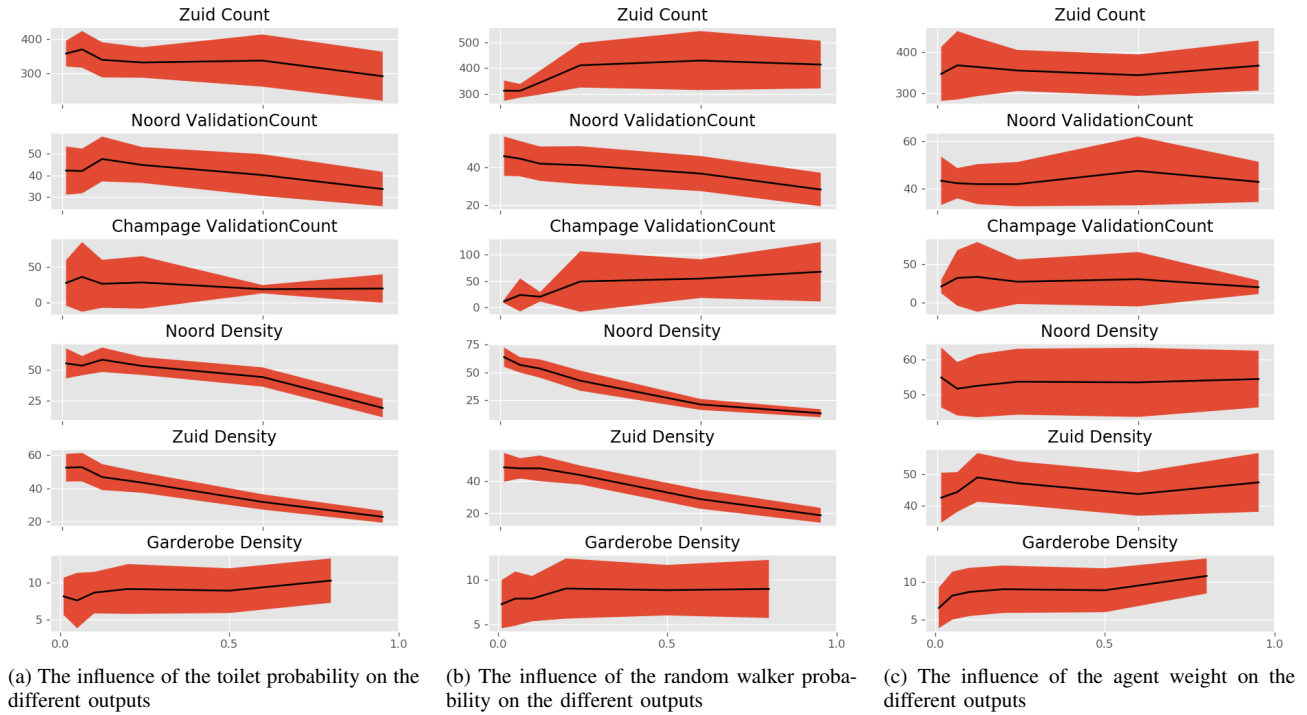 Zuid Count
400
300
Noord ValidationCount
50
40
30
Champage ValidationCount
50
0
Noord Density
50
25
Zuid Density
60
40
20
Garderobe Density
10
5
0.0 0.5 1.0
(a) The influence of the toilet probability on the
different outputs
Zuid Count
500
400
300
Noord ValidationCount
40
20
Champage ValidationCount
100
50
0
Noord Density
75
50
25
Zuid Density
40
20
Garderobe Density
10
5
0.0 0.5 1.0
(b) The influence of the random walker proba-
bility on the different outputs
Zuid Count
400
300
Noord ValidationCount
60
40
Champage ValidationCount
50
0
Noord Density
60
50
Zuid Density
50
40
Garderobe Density
10
5
0.0 0.5 1.0
(c) The influence of the agent weight on the
different outputs